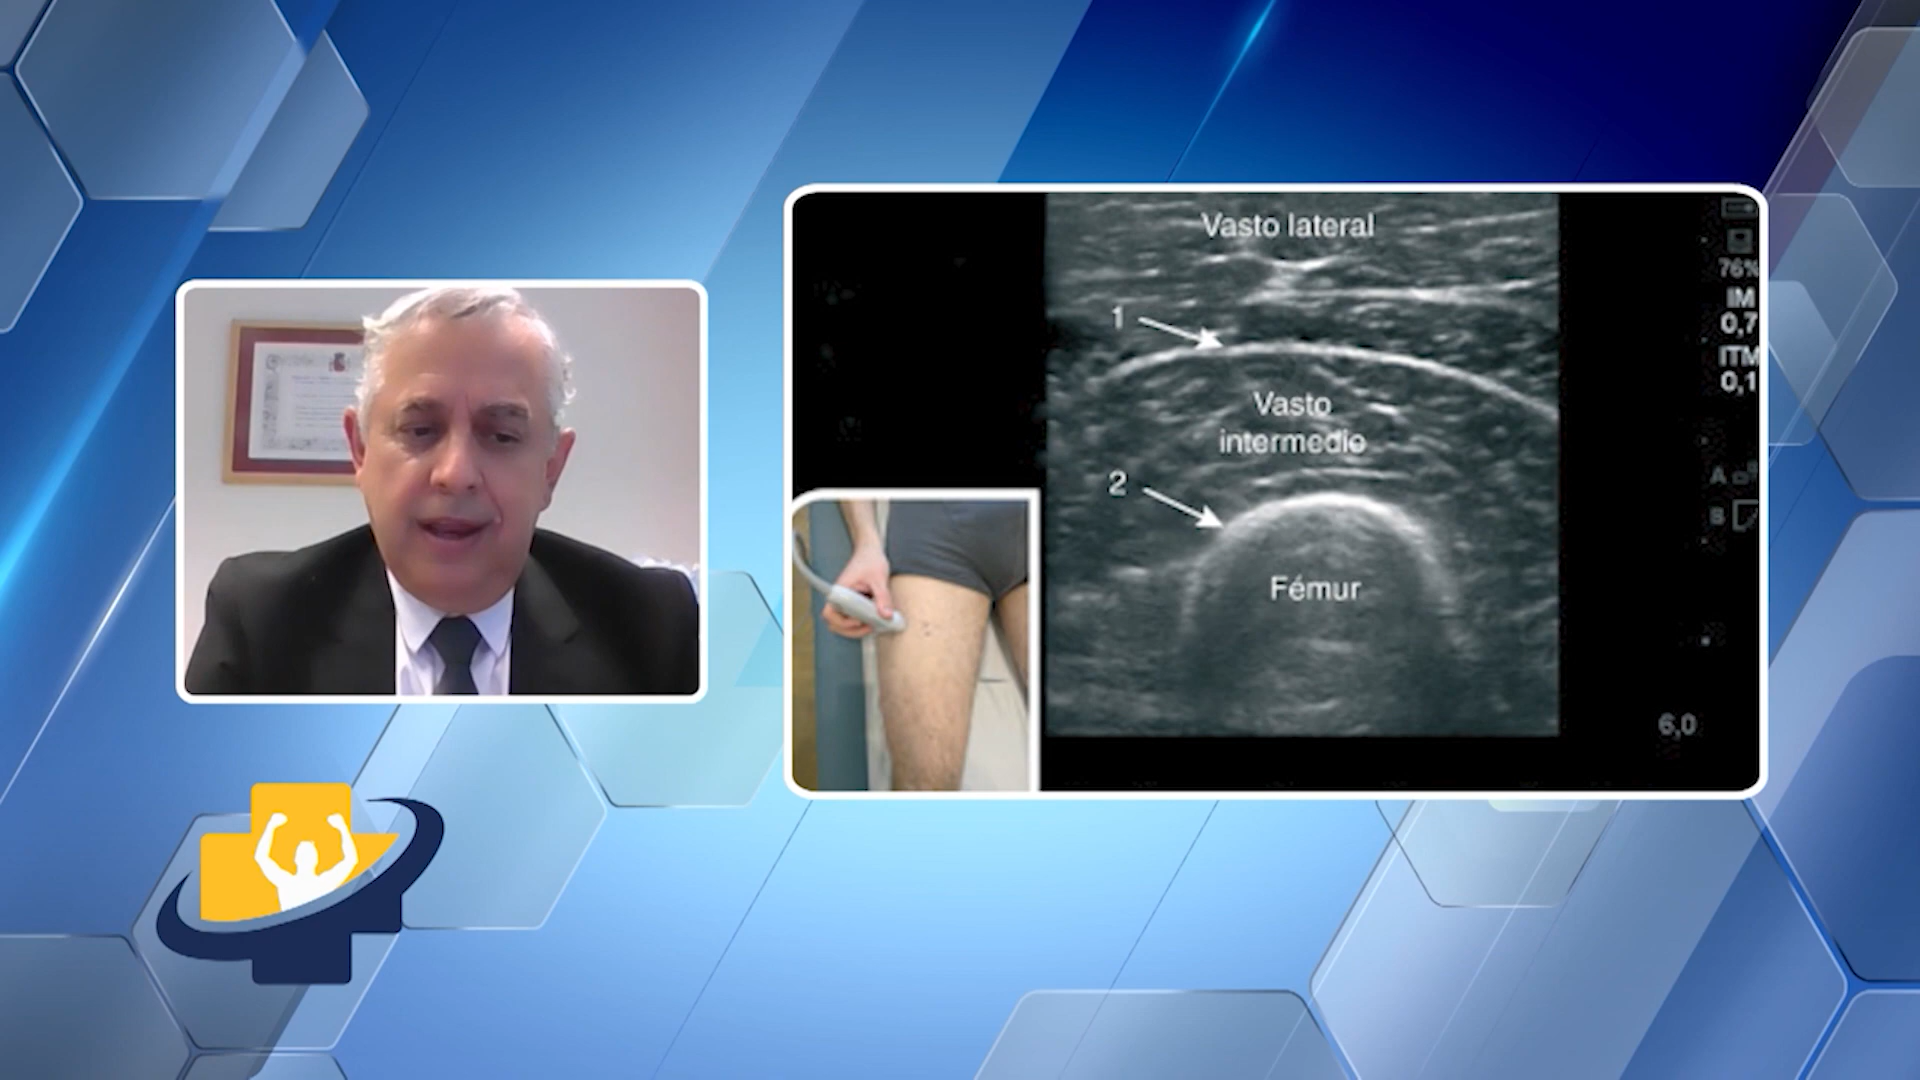 Vasto lateral
1
Vasto
intermedio
2
Fémur
76%
IM
0,7
ITM
0,1
A
B
6,0